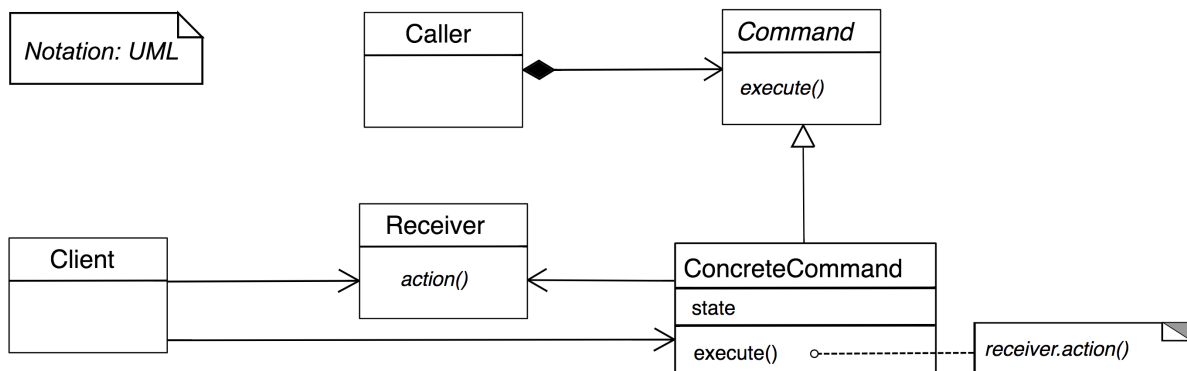 Notation: UML
Caller
Command
execute()
Receiver
action()
Client
ConcreteCommand
state
execute()
receiver.action()